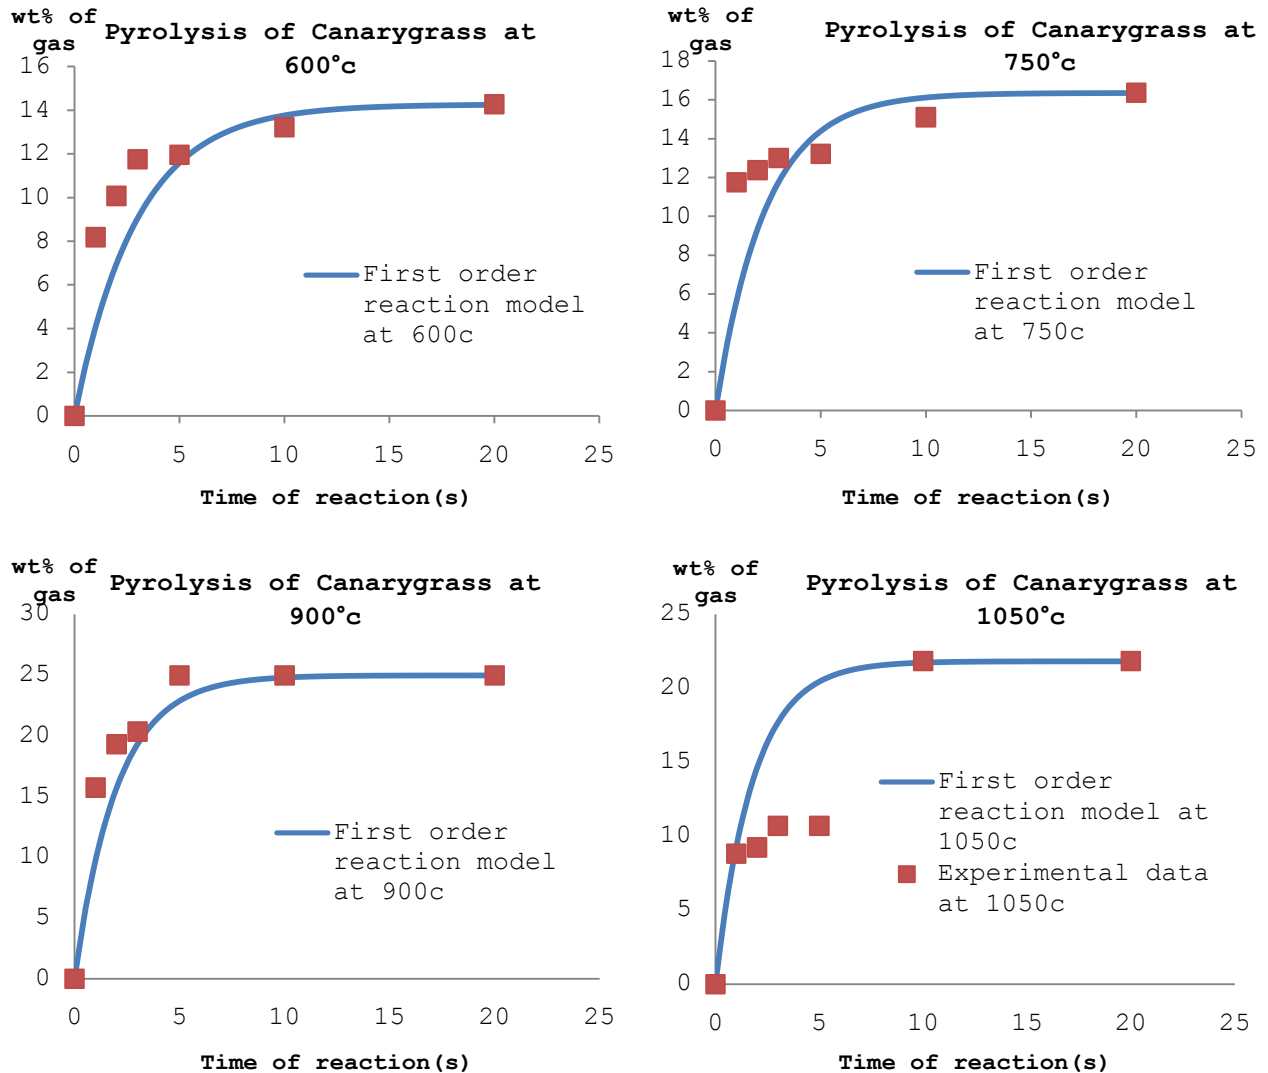 wt% of
gas
Pyrolysis of Canarygrass at
600°c
16
14
12
10
8
6
4
2
0
First order
reaction model
at 600c
0 5 10 15 20 25
Time of reaction(s)
wt% of
gas
Pyrolysis of Canarygrass at
750°c
18
16
14
12
10
8
6
4
2
0
First order
reaction model
at 750c
0 5 10 15 20 25
Time of reaction(s)
wt% of
gas
Pyrolysis of Canarygrass at
900°c
30
25
20
15
10
5
0
First order
reaction model
at 900c
0 5 10 15 20 25
Time of reaction(s)
wt% of
gas
Pyrolysis of Canarygrass at
1050°c
25
20
15
10
5
0
First order
reaction model at
1050c
Experimental data
at 1050c
0 5 10 15 20 25
Time of reaction(s)